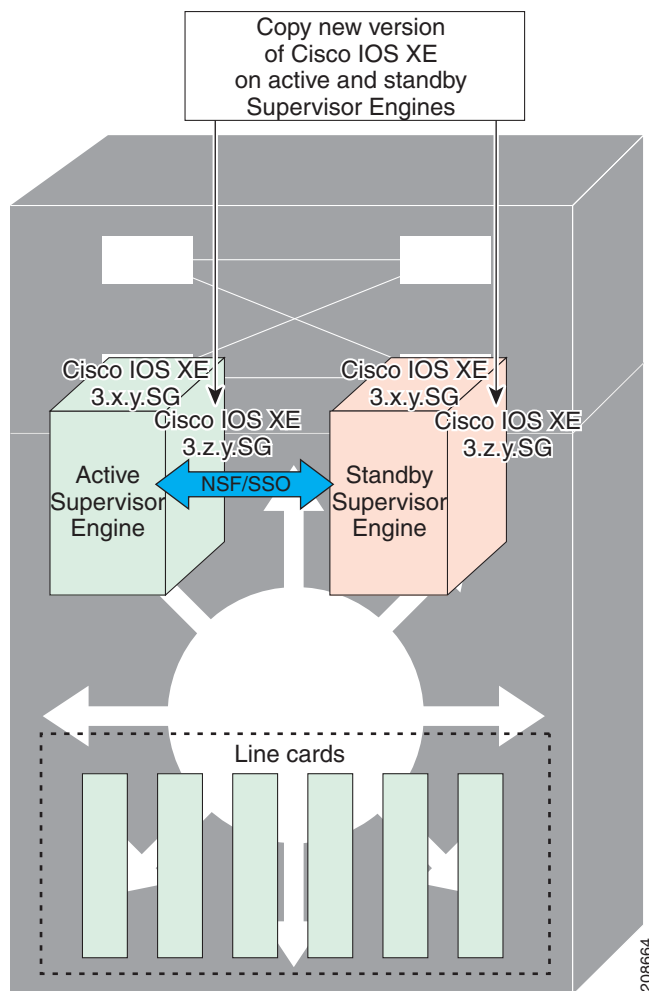 Copy new version
of Cisco IOS XE
on active and standby
Supervisor Engines
Cisco IOS XE
3.x.y.SG
Cisco IOS XE
3.z.y.SG
Cisco IOS XE
3.x.y.SG
Cisco IOS XE
3.z.y.SG
Active
Supervisor
Engine
NSF/SSO
Standby
Supervisor
Engine
Line cards
208664